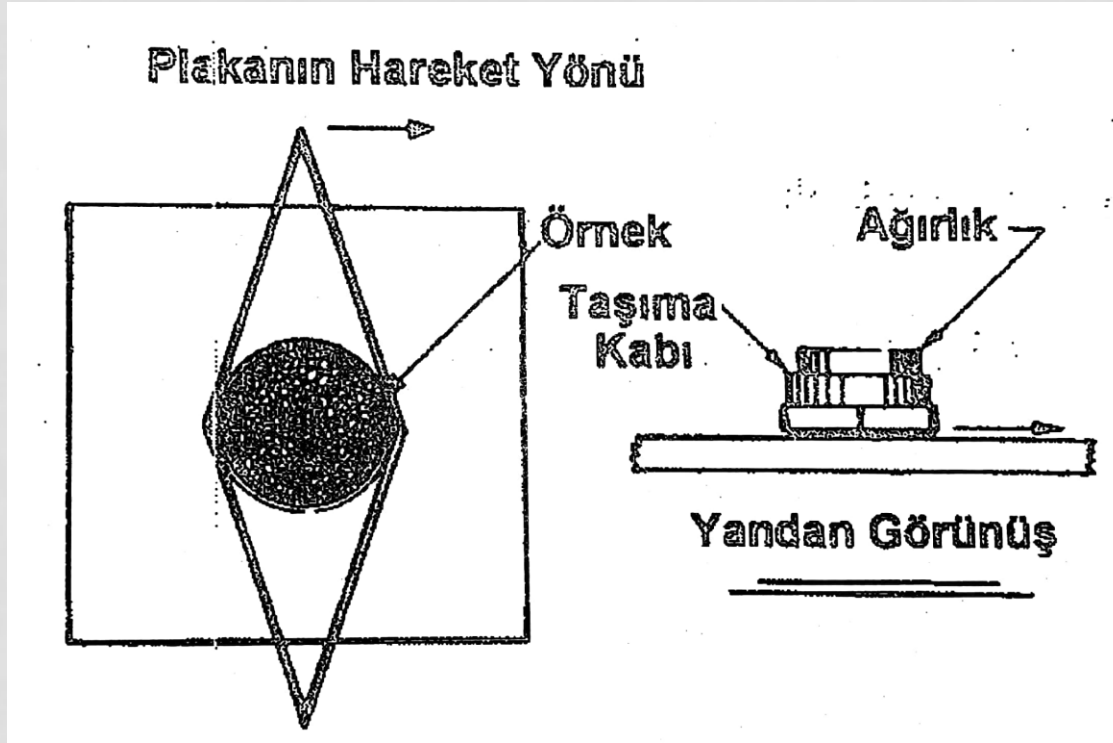 Plakanın Hareket Yönü
Örnek
Ağırlık
Taşıma
Kabı
Yandan Görünüş